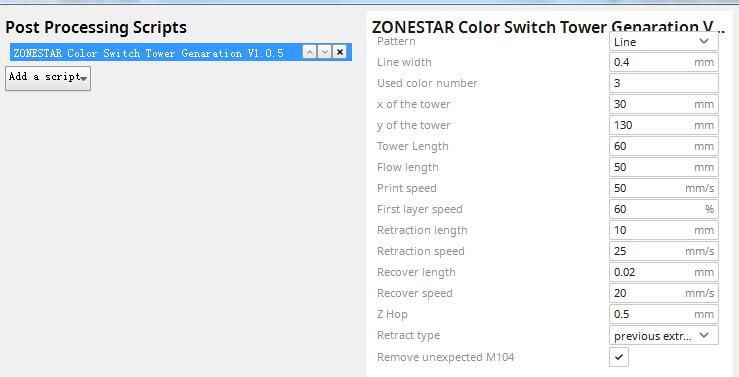 Post Processing Scripts
ZONESTAR Color Switch Tower Genaration V1.0.5
Add a script
ZONESTAR Color Switch Tower Genaration V...
Pattern Line
Line width 0.4 mm
Used color number 3
x of the tower 30 mm
y of the tower 130 mm
Tower Length 60 mm
Flow length 50 mm
Print speed 50 mm/s
First layer speed 60 %
Retraction length 10 mm
Retraction speed 25 mm/s
Recover length 0.02 mm
Recover speed 20 mm/s
Z Hop 0.5 mm
Retract type previous extr...
Remove unexpected M104